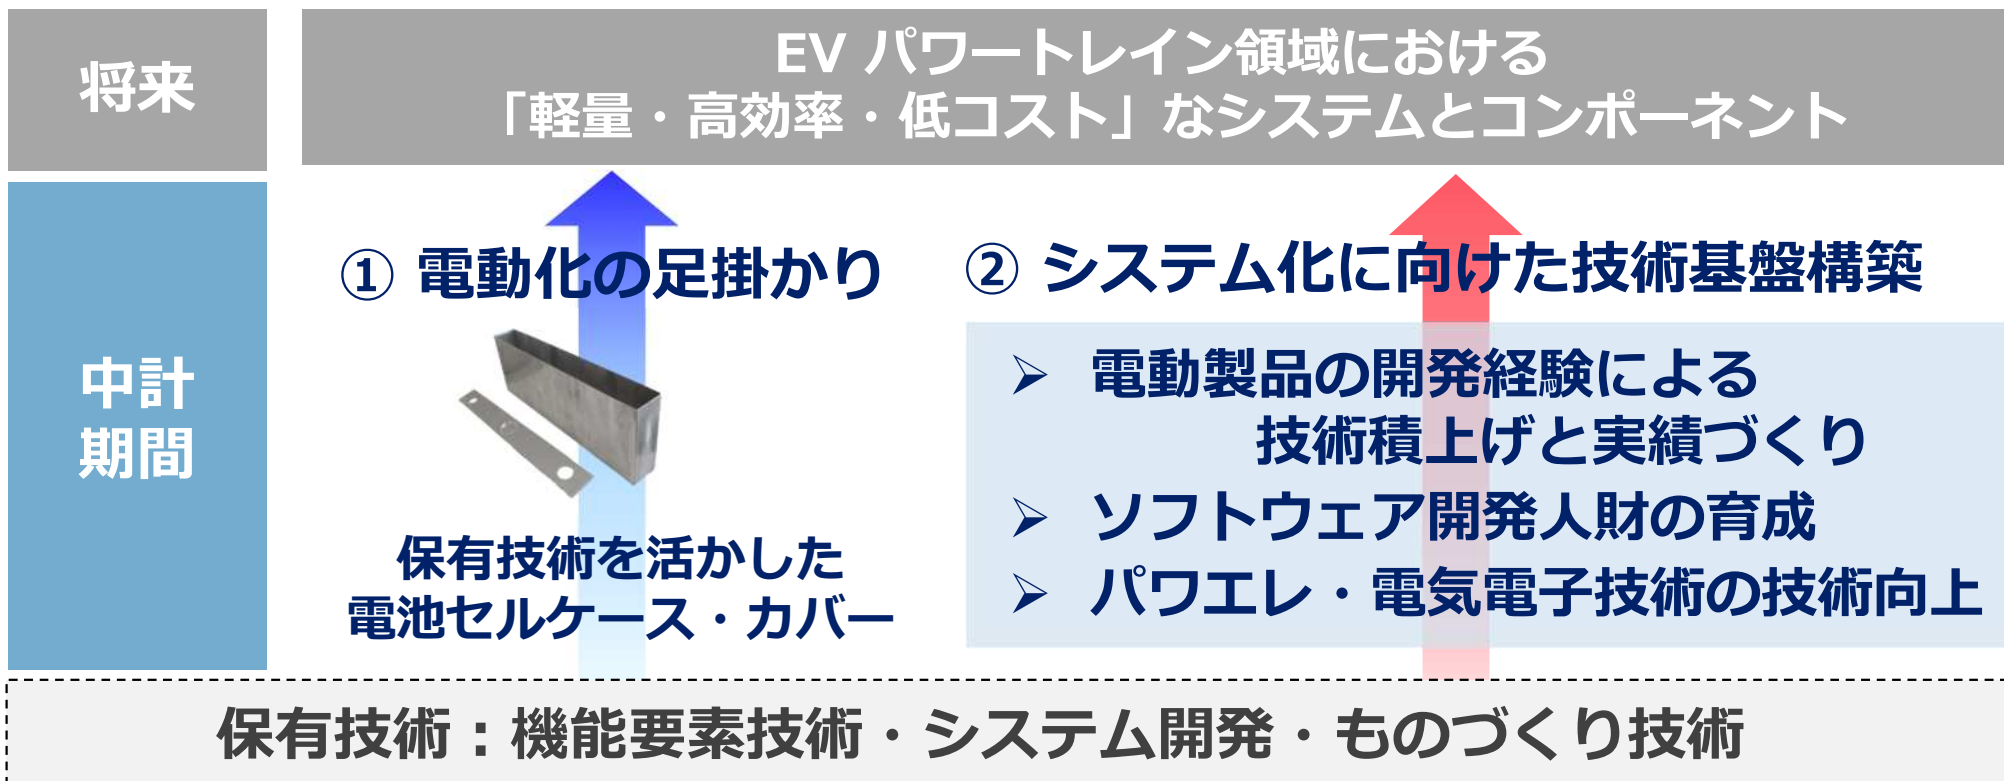 将来
EV パワートレイン領域における
「軽量・高効率・低コスト」なシステムとコンポーネント
中計
期間
① 電動化の足掛かり
保有技術を活かした
電池セルケース・カバー
② システム化に向けた技術基盤構築
➢ 電動製品の開発経験による
技術積上げと実績づくり
➢ ソフトウェア開発人財の育成
➢ パワエレ・電気電子技術の技術向上
保有技術：機能要素技術・システム開発・ものづくり技術